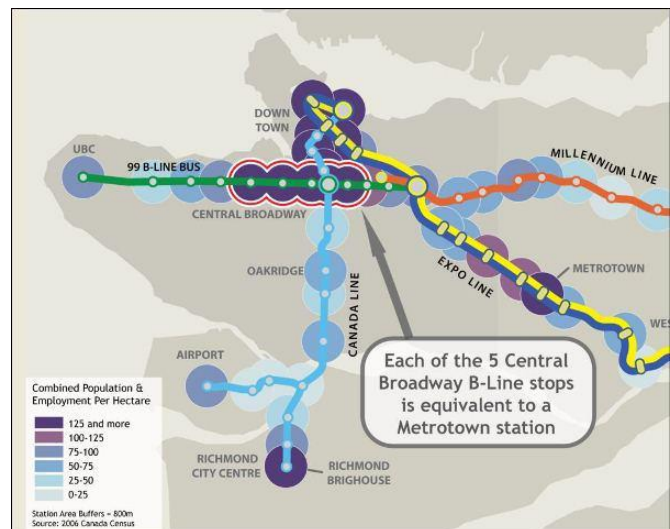 DOWN
TOWN
UBC
99 B-LINE BUS
MILLENNIUM LINE
CENTRAL BROADWAY
EXPO LINE
METROTOWN
OAKRIDGE
CANADA LINE
WES
AIRPORT
Each of the 5 Central
Broadway B-Line stops
is equivalent to a
Metrotown station
Combined Population &
Employment Per Hectare
125 and more
100-125
75-100
50-75
25-50
0-25
Station Area Buffers = 800m
Source: 2006 Canada Census
RICHMOND
CITY CENTRE
RICHMOND
BRIGHOUSE